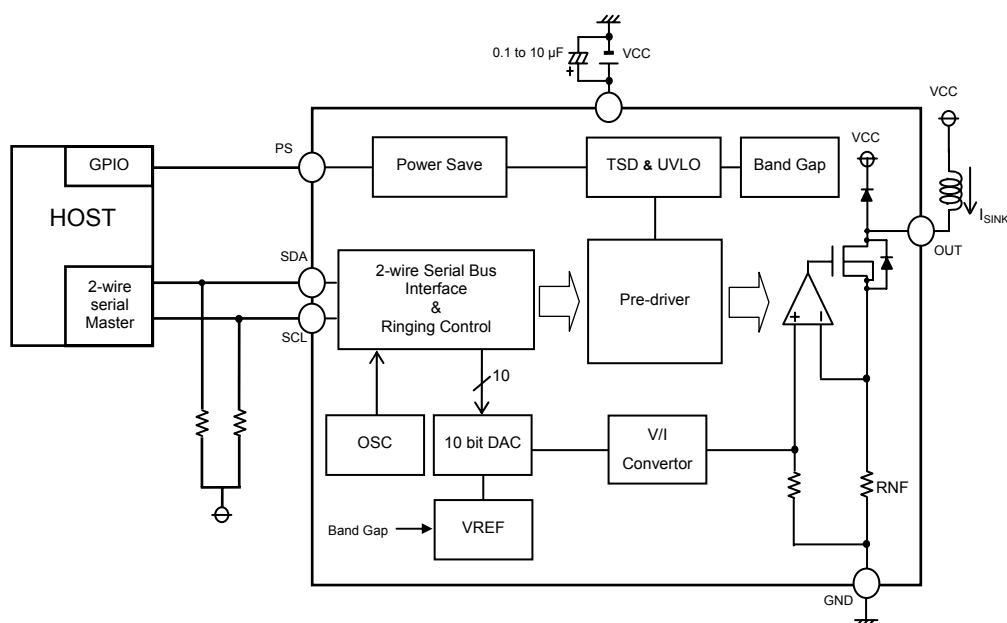 0.1 to 10 µF
+
VCC
VCC
GPIO
PS
Power Save
TSD & UVLO
Band Gap
VCC
HOST
I SINK
OUT
SDA
2-wire serial Master
2-wire Serial Bus
Interface
&
Ringing Control
Pre-driver
+
−
SCL
10
OSC
10 bit DAC
V/I
Convertor
RNF
Band Gap
VREF
GND